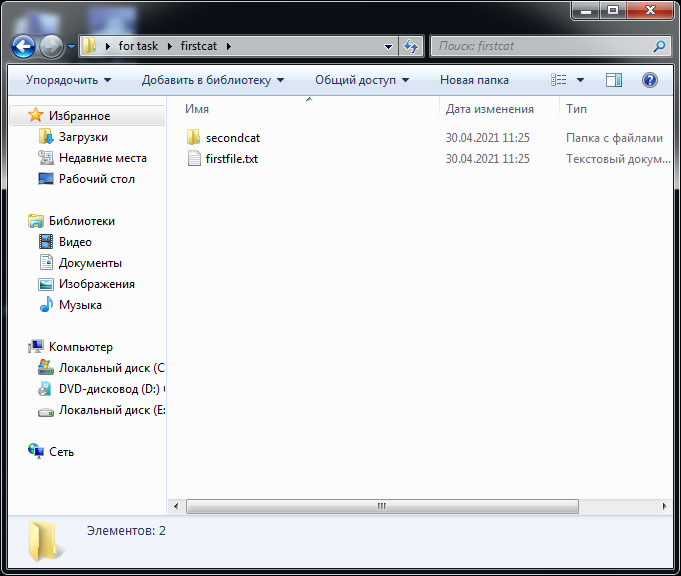 for task firstcat
Поиск: firstcat
Упорядочить Добавить в библиотеку Общий доступ Новая папка
Избранное
Загрузки
Недавние места
Рабочий стол
Библиотеки
Видео
Документы
Изображения
Музыка
Компьютер
Локальный диск (C
DVD-дисковод (D:)
Локальный диск (E:
Сеть
Имя Дата изменения Тип
secondcat 30.04.2021 11:25 Папка с файлами
firstfile.txt 30.04.2021 11:25 Текстовый докум...
Элементов: 2